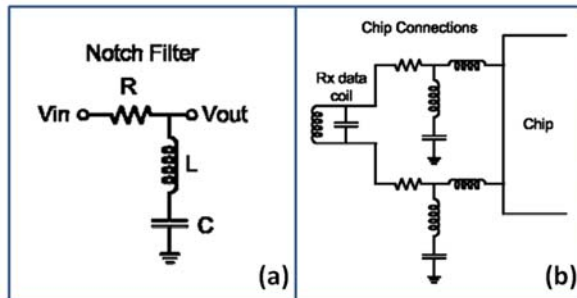 Notch Filter
R
Vin
Vout
L
C
(a)
Chip Connections
Rx data
coil
Chip
(b)